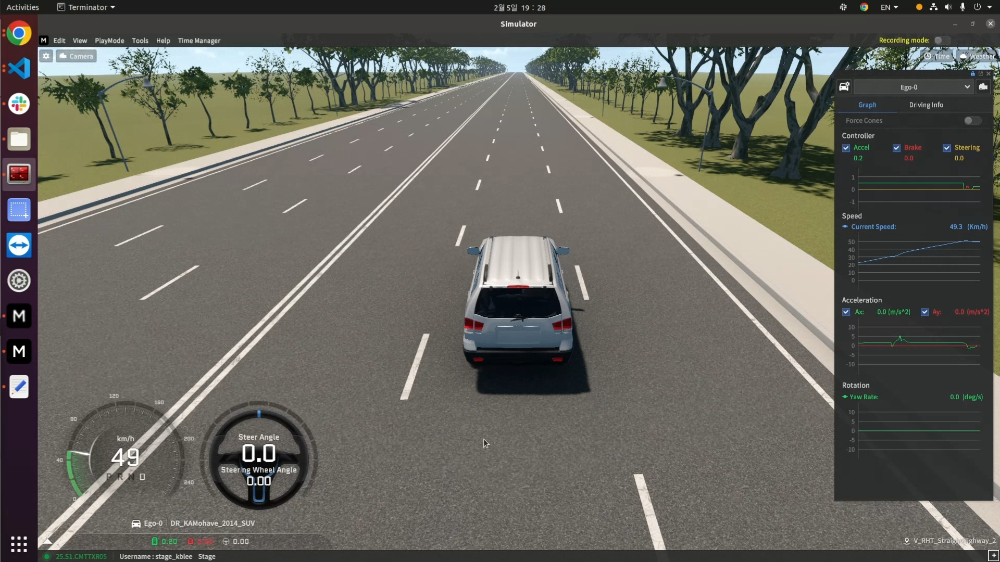 Activities Terminator 2월 5일 19 : 28 EN
Simulator
M Edit View PlayMode Tools Help Time Manager Recording mode:
Camera Time Weather
Ego-0
Graph Driving Info
Force Cones
Controller
Accel Brake Steering
0.2 0.0 0.0
1
0
-1
Speed
Current Speed: 49.3 (Km/h)
50
40
30
20
10
0
Acceleration
Ax: 0.0 (m/s^2) Ay: 0.0 (m/s^2)
10
5
0
-5
-10
Rotation
Yaw Rate: 0.0 (deg/s)
10
5
0
-5
-10
M
M
0
40
80
120
160
200
240
km/h
49
P R N D
Steer Angle
0.0
Steering Wheel Angle
0.00
Ego-0 DR_KAMohave_2014_SUV
0.20 0.00
25.S1.CMTTXR05 Username : stage_kblee Stage